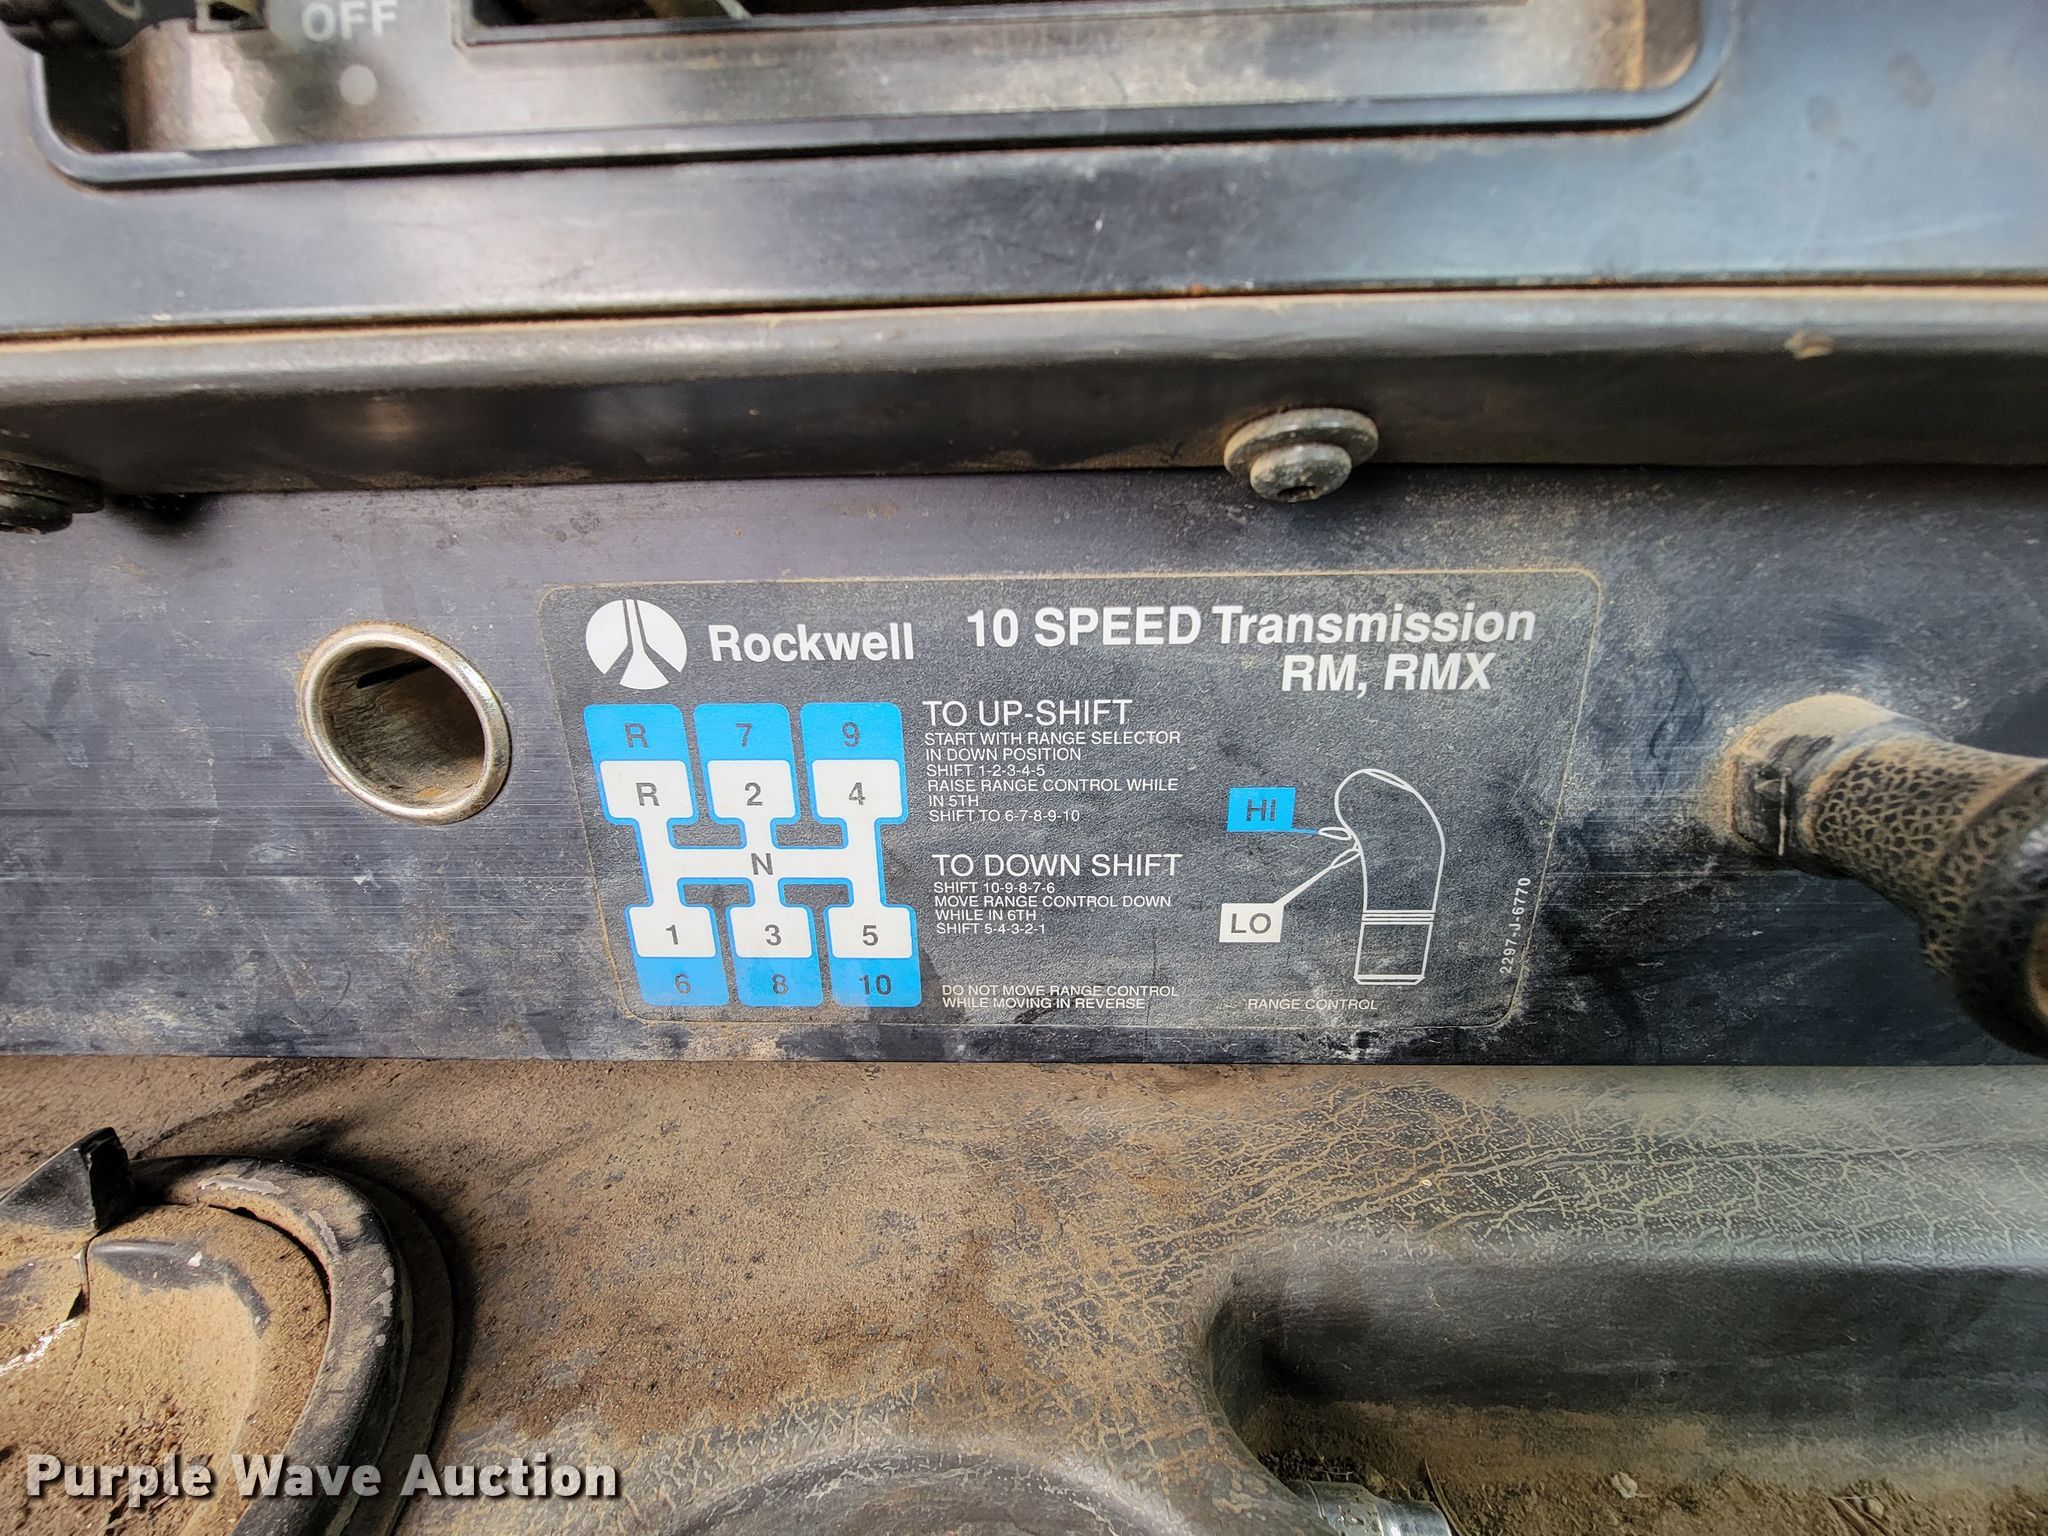 OFF
Rockwell
10 SPEED Transmission
RM, RMX
R 7 9
R 2 4
N
1 3 5
6 8 10
TO UP-SHIFT
START WITH RANGE SELECTOR
IN DOWN POSITION
SHIFT 1-2-3-4-5
RAISE RANGE CONTROL WHILE
IN 5TH
SHIFT TO 6-7-8-9-10
TO DOWN SHIFT
SHIFT 10-9-8-7-6
MOVE RANGE CONTROL DOWN
WHILE IN 6TH
SHIFT 5-4-3-2-1
DO NOT MOVE RANGE CONTROL
WHILE MOVING IN REVERSE
HI
LO
RANGE CONTROL
2297-J-6770
Purple Wave Auction